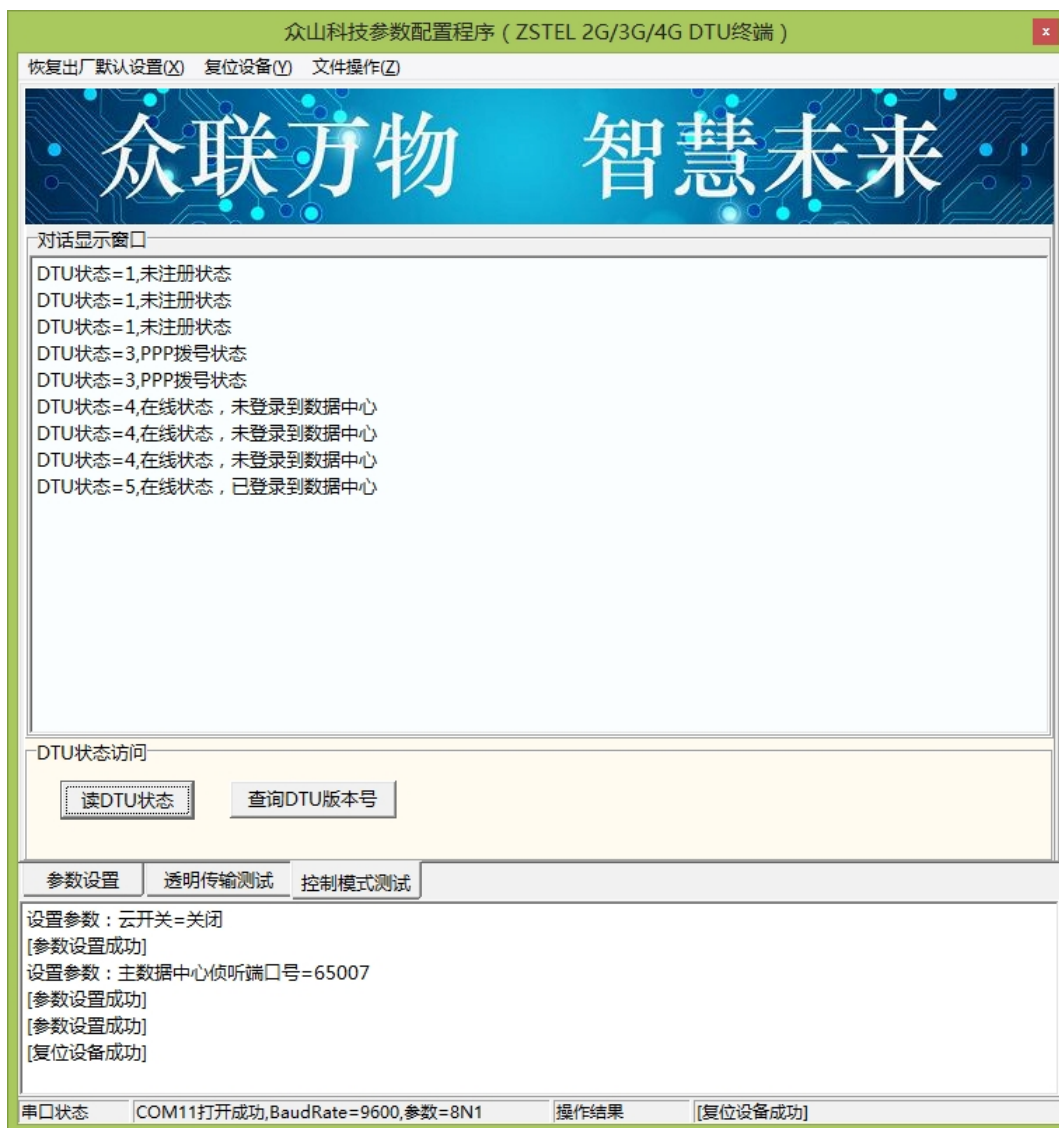 众山科技参数配置程序（ZSTEL 2G/3G/4G DTU终端）
x
恢复出厂默认设置(X) 复位设备(Y) 文件操作(Z)
众联万物 智慧未来
对话显示窗口
DTU状态=1,未注册状态
DTU状态=1,未注册状态
DTU状态=1,未注册状态
DTU状态=3,PPP拨号状态
DTU状态=3,PPP拨号状态
DTU状态=4,在线状态，未登录到数据中心
DTU状态=4,在线状态，未登录到数据中心
DTU状态=4,在线状态，未登录到数据中心
DTU状态=5,在线状态，已登录到数据中心
DTU状态访问
读DTU状态 查询DTU版本号
参数设置 透明传输测试 控制模式测试
设置参数：云开关=关闭
[参数设置成功]
设置参数：主数据中心侦听端口号=65007
[参数设置成功]
[参数设置成功]
[复位设备成功]
串口状态 COM11打开成功,BaudRate=9600,参数=8N1 操作结果 [复位设备成功]